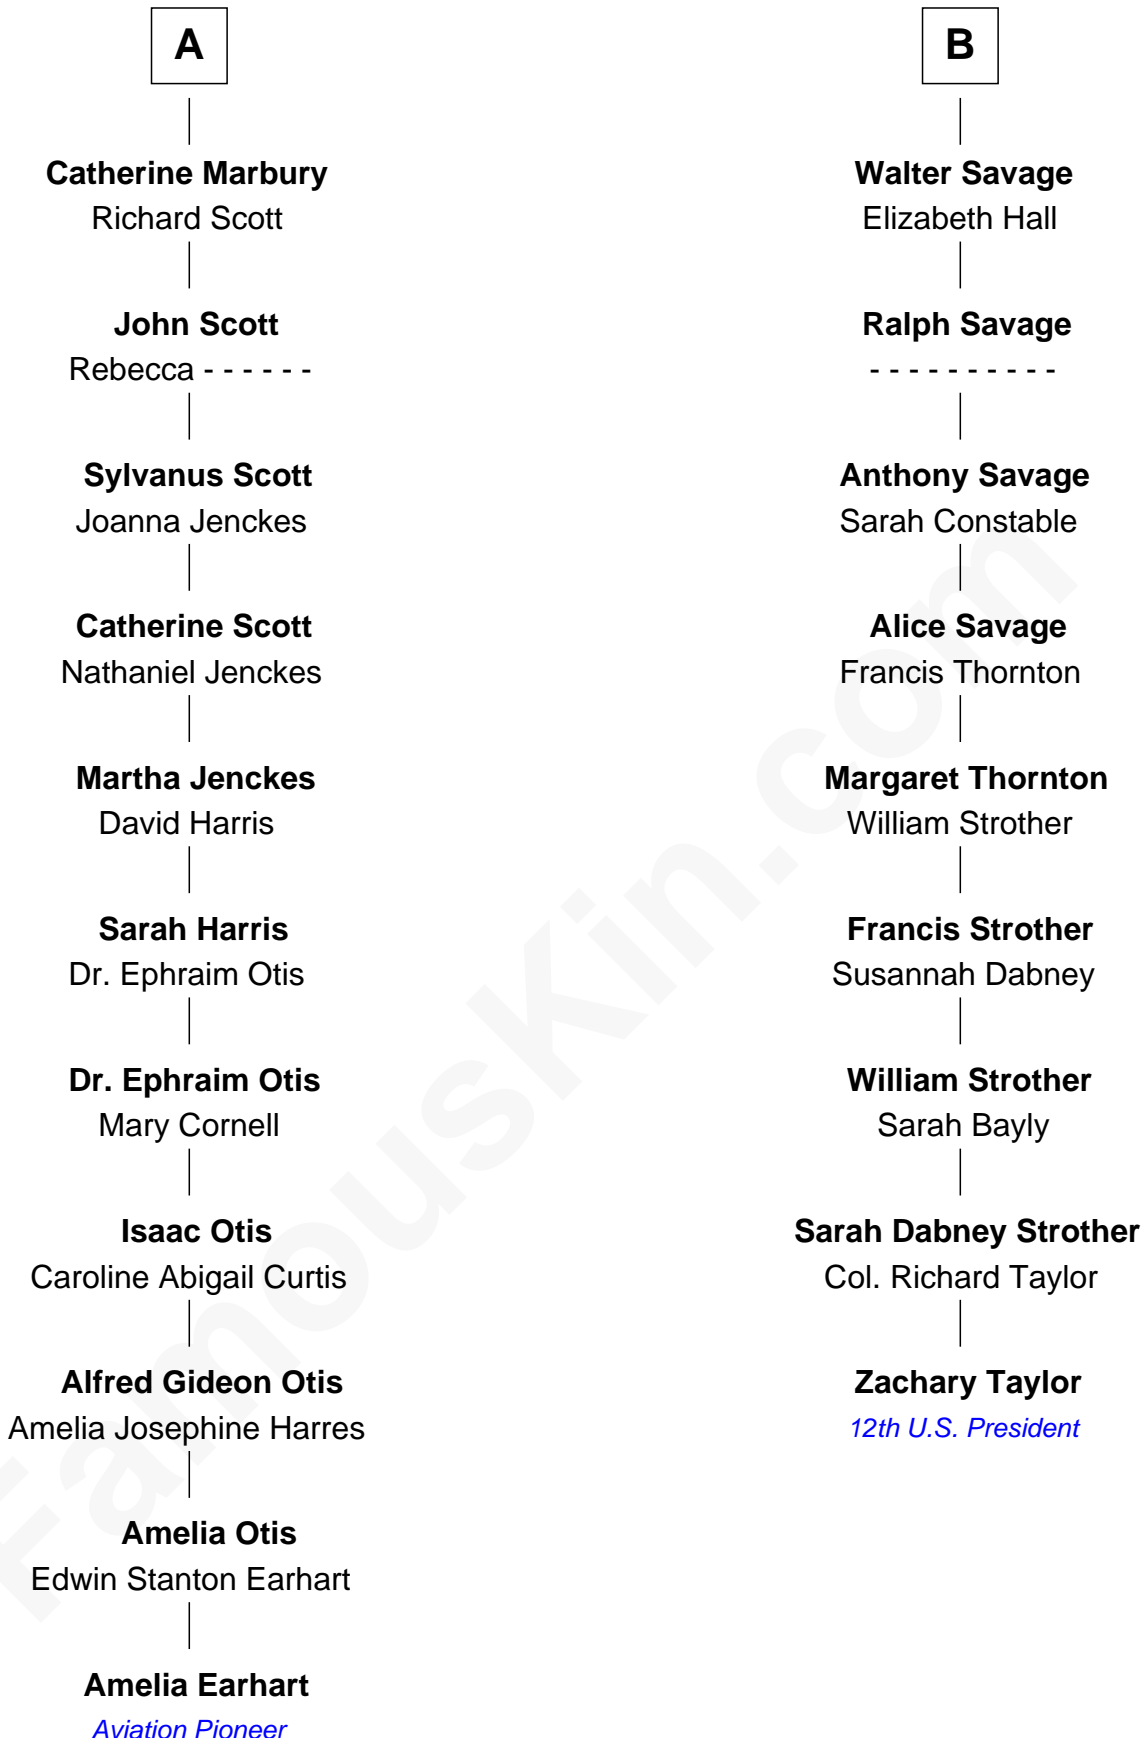 A
Catherine Marbury
Richard Scott
John Scott
Rebecca - - - - - -
Sylvanus Scott
Joanna Jenckes
Catherine Scott
Nathaniel Jenckes
Martha Jenckes
David Harris
Sarah Harris
Dr. Ephraim Otis
Dr. Ephraim Otis
Mary Cornell
Isaac Otis
Caroline Abigail Curtis
Alfred Gideon Otis
Amelia Josephine Harres
Amelia Otis
Edwin Stanton Earhart
Amelia Earhart
Aviation Pioneer
B
Walter Savage
Elizabeth Hall
Ralph Savage
- - - - - - - - - -
Anthony Savage
Sarah Constable
Alice Savage
Francis Thornton
Margaret Thornton
William Strother
Francis Strother
Susannah Dabney
William Strother
Sarah Bayly
Sarah Dabney Strother
Col. Richard Taylor
Zachary Taylor
12th U.S. President
FamousKin.com